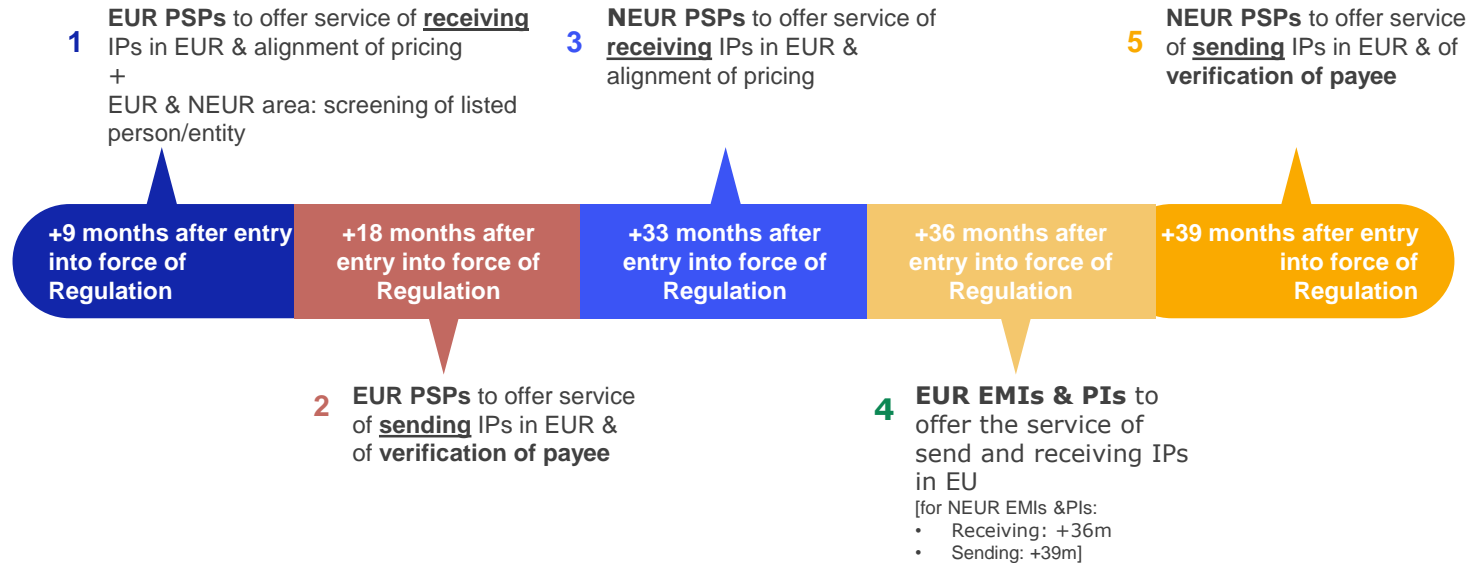 1
EUR PSPs to offer service of receiving
IPs in EUR & alignment of pricing
+
EUR & NEUR area: screening of listed
person/entity
3
NEUR PSPs to offer service of
receiving IPs in EUR &
alignment of pricing
5
NEUR PSPs to offer service
of sending IPs in EUR & of
verification of payee
+9 months after entry
into force of
Regulation
+18 months after
entry into force of
Regulation
+33 months after
entry into force of
Regulation
+36 months after
entry into force of
Regulation
+39 months after entry
into force of
Regulation
2
EUR PSPs to offer service
of sending IPs in EUR &
of verification of payee
4
EUR EMIs & PIs to
offer the service of
send and receiving IPs
in EU
[for NEUR EMIs &PIs:
• Receiving: +36m
• Sending: +39m]